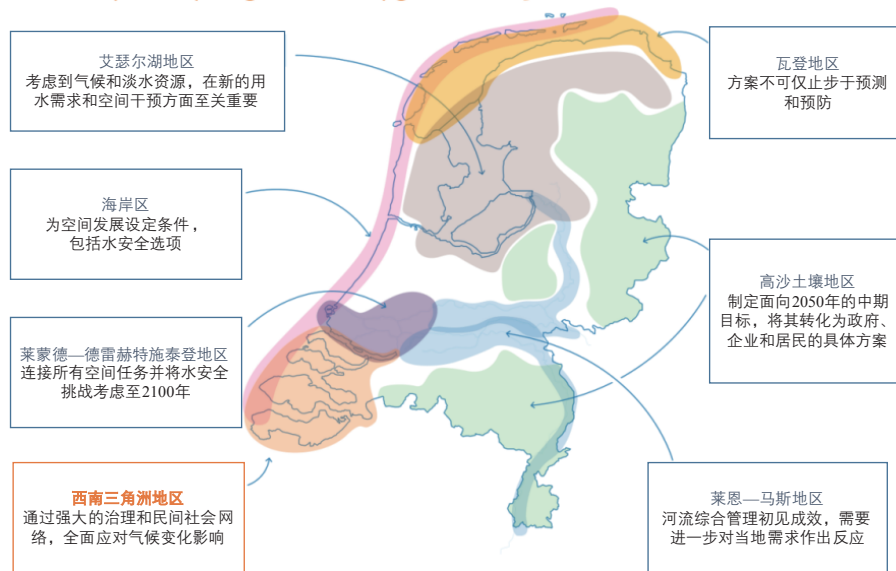 艾瑟尔湖地区
考虑到气候和淡水资源，在新的用
水需求和空间干预方面至关重要
瓦登地区
方案不可仅止步于预测
和预防
海岸区
为空间发展设定条件，
包括水安全选项
高沙土壤地区
制定面向2050年的中期
目标，将其转化为政府、
企业和居民的具体方案
莱蒙德—德雷赫特施泰登地区
连接所有空间任务并将水安全
挑战考虑至2100年
西南三角洲地区
通过强大的治理和民间社会网
络，全面应对气候变化影响
莱恩—马斯地区
河流综合管理初见成效，需要
进一步对当地需求作出反应